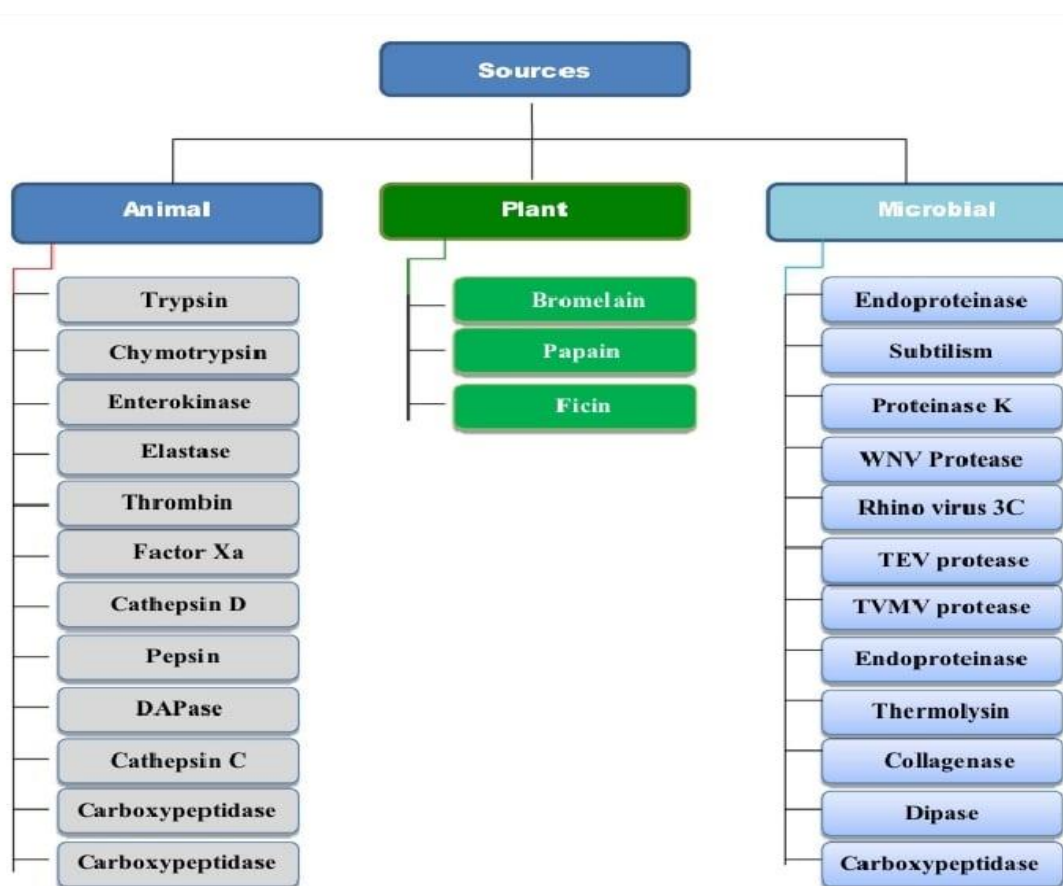 Sources
Animal
Plant
Microbial
Trypsin
Chymotrypsin
Enterokinase
Elastase
Thrombin
Factor Xa
Cathepsin D
Pepsin
DAPase
Cathepsin C
Carboxypeptidase
Carboxypeptidase
Bromelain
Papain
Ficin
Endoproteinase
Subtilism
Proteinase K
WNV Protease
Rhino virus 3C
TEV protease
TVMV protease
Endoproteinase
Thermolysin
Collagenase
Dipase
Carboxypeptidase